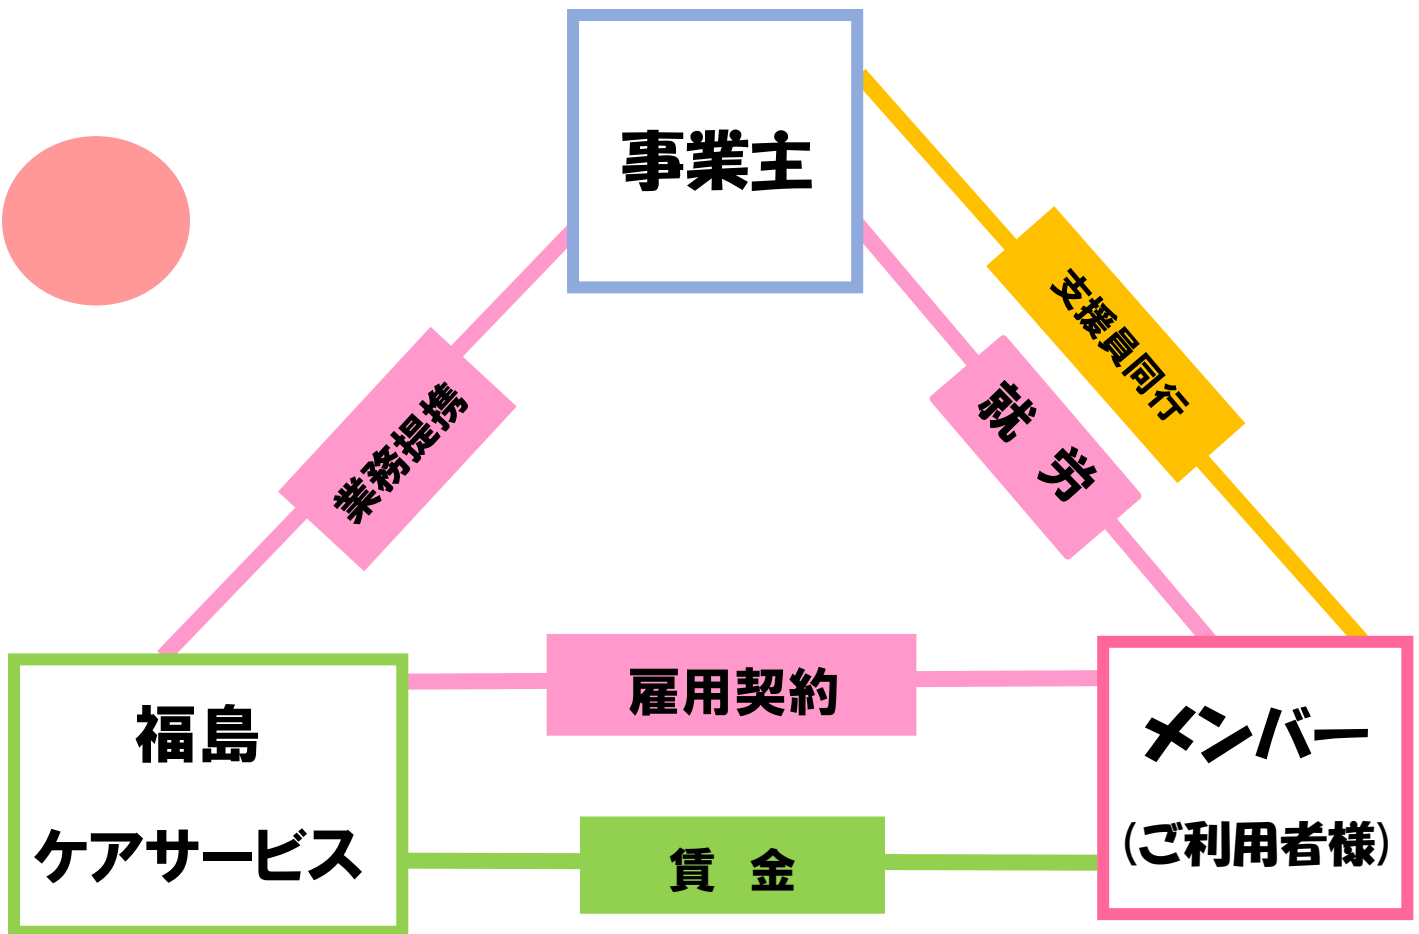 事業主
支援員同行
就 労
業務提携
雇用契約
福島
ケアサービス
メンバー
(ご利用者様)
賃 金